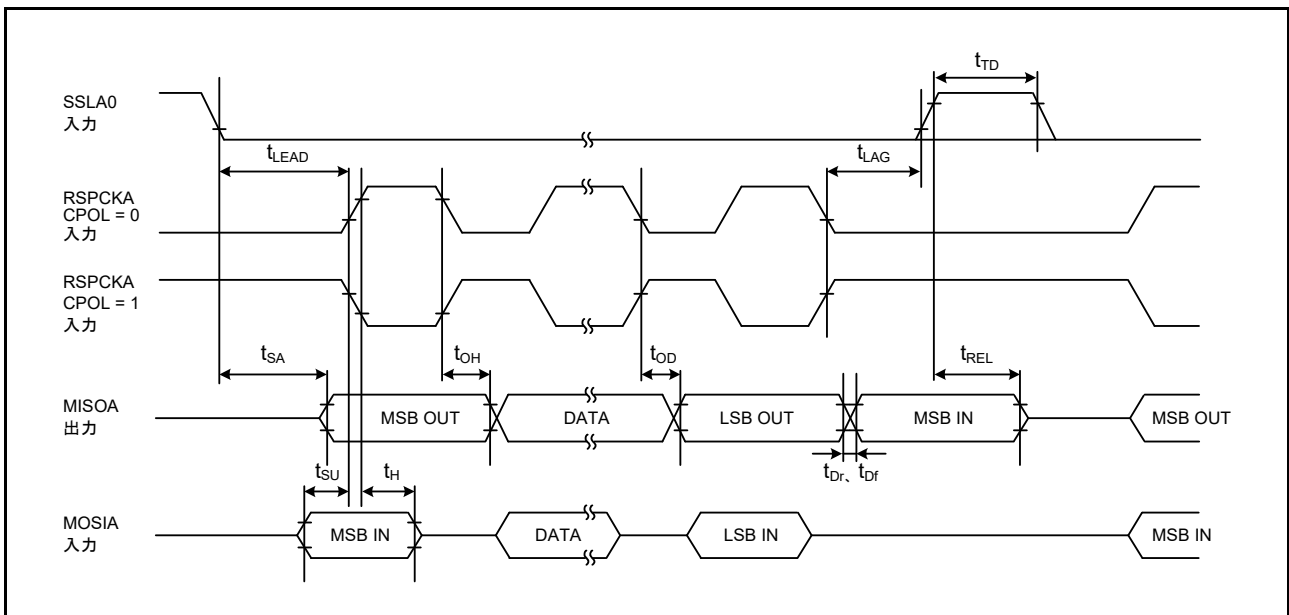 tTD
SSLA0
入力
tLEAD
tLAG
RSPCKA
CPOL = 0
入力
RSPCKA
CPOL = 1
入力
tSA
tOH
tOD
tREL
MISOA
出力
MSB OUT
DATA
LSB OUT
MSB IN
MSB OUT
tSU
tH
tDr、tDf
MOSIA
入力
MSB IN
DATA
LSB IN
MSB IN